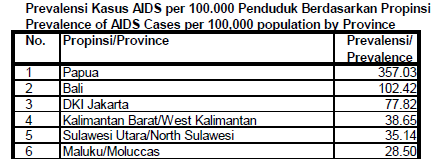 Prevalensi Kasus AIDS per 100.000 Penduduk Berdasarkan Propinsi
Prevalence of AIDS Cases per 100,000 population by Province
No. Propinsi/Province Prevalensi/
Prevalence
1 Papua 357.03
2 Bali 102.42
3 DKI Jakarta 77.82
4 Kalimantan Barat/West Kalimantan 38.65
5 Sulawesi Utara/North Sulawesi 35.14
6 Maluku/Moluccas 28.50